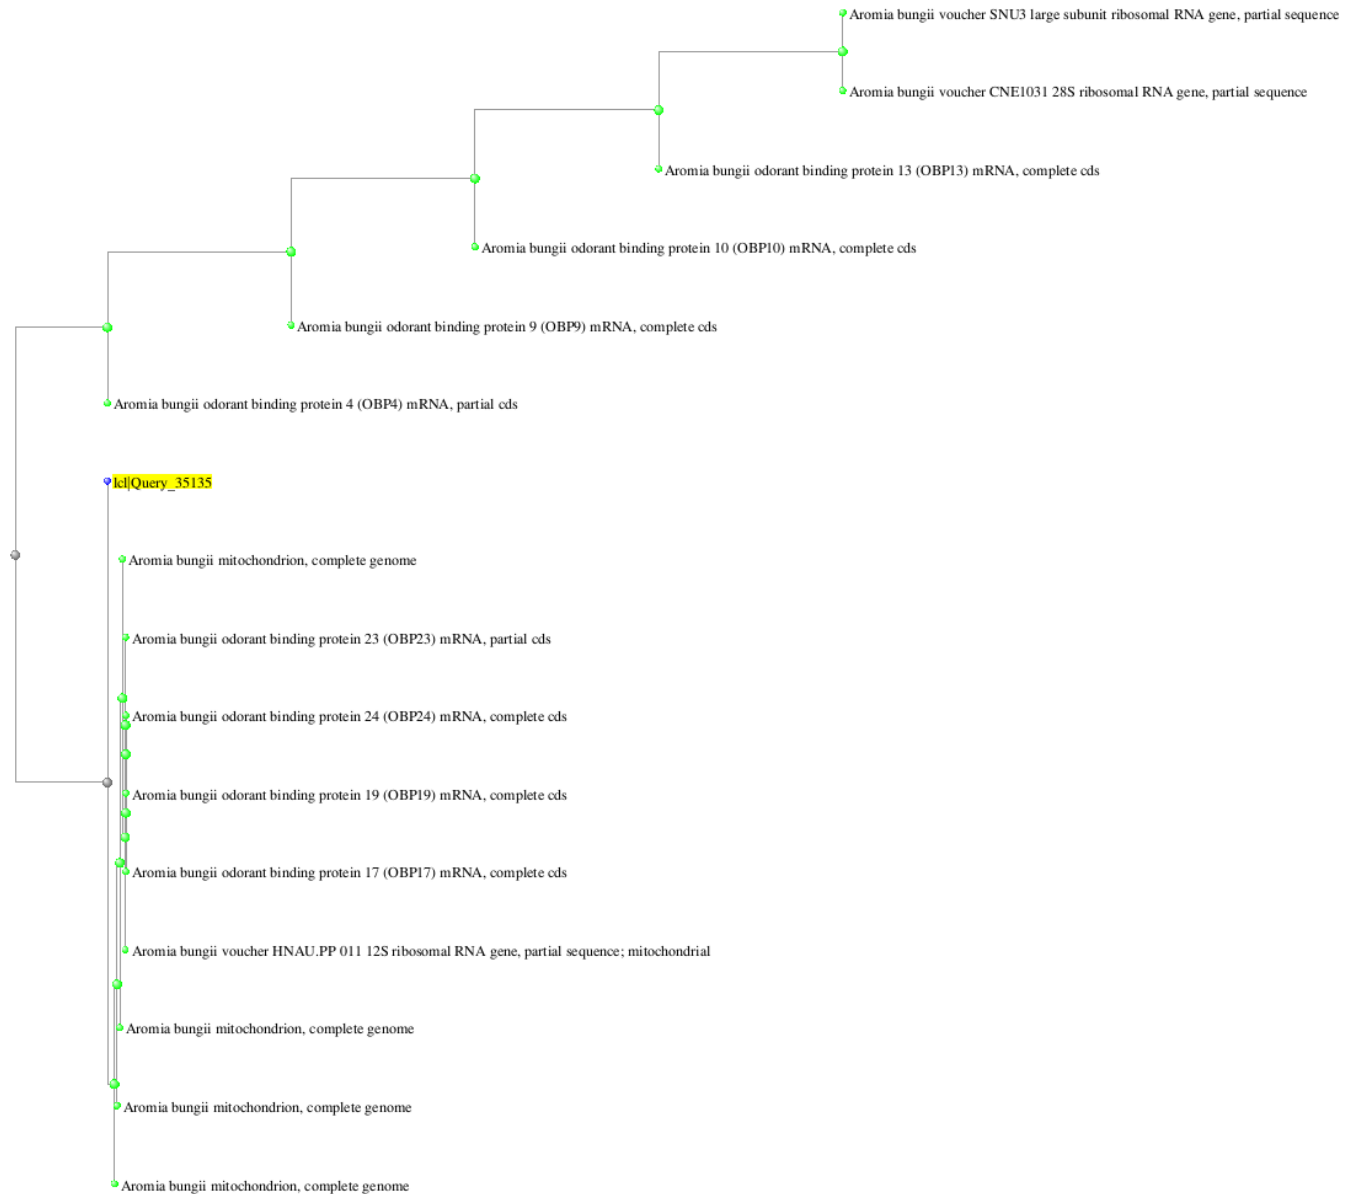 Aromia bungii voucher SNU3 large subunit ribosomal RNA gene, partial sequence
Aromia bungii voucher CNE1031 28S ribosomal RNA gene, partial sequence
Aromia bungii odorant binding protein 13 (OBP13) mRNA, complete cds
Aromia bungii odorant binding protein 10 (OBP10) mRNA, complete cds
Aromia bungii odorant binding protein 9 (OBP9) mRNA, complete cds
Aromia bungii odorant binding protein 4 (OBP4) mRNA, partial cds
lcl|Query_35135
Aromia bungii mitochondrion, complete genome
Aromia bungii odorant binding protein 23 (OBP23) mRNA, partial cds
Aromia bungii odorant binding protein 24 (OBP24) mRNA, complete cds
Aromia bungii odorant binding protein 19 (OBP19) mRNA, complete cds
Aromia bungii odorant binding protein 17 (OBP17) mRNA, complete cds
Aromia bungii voucher HNAU.PP 011 12S ribosomal RNA gene, partial sequence; mitochondrial
Aromia bungii mitochondrion, complete genome
Aromia bungii mitochondrion, complete genome
Aromia bungii mitochondrion, complete genome